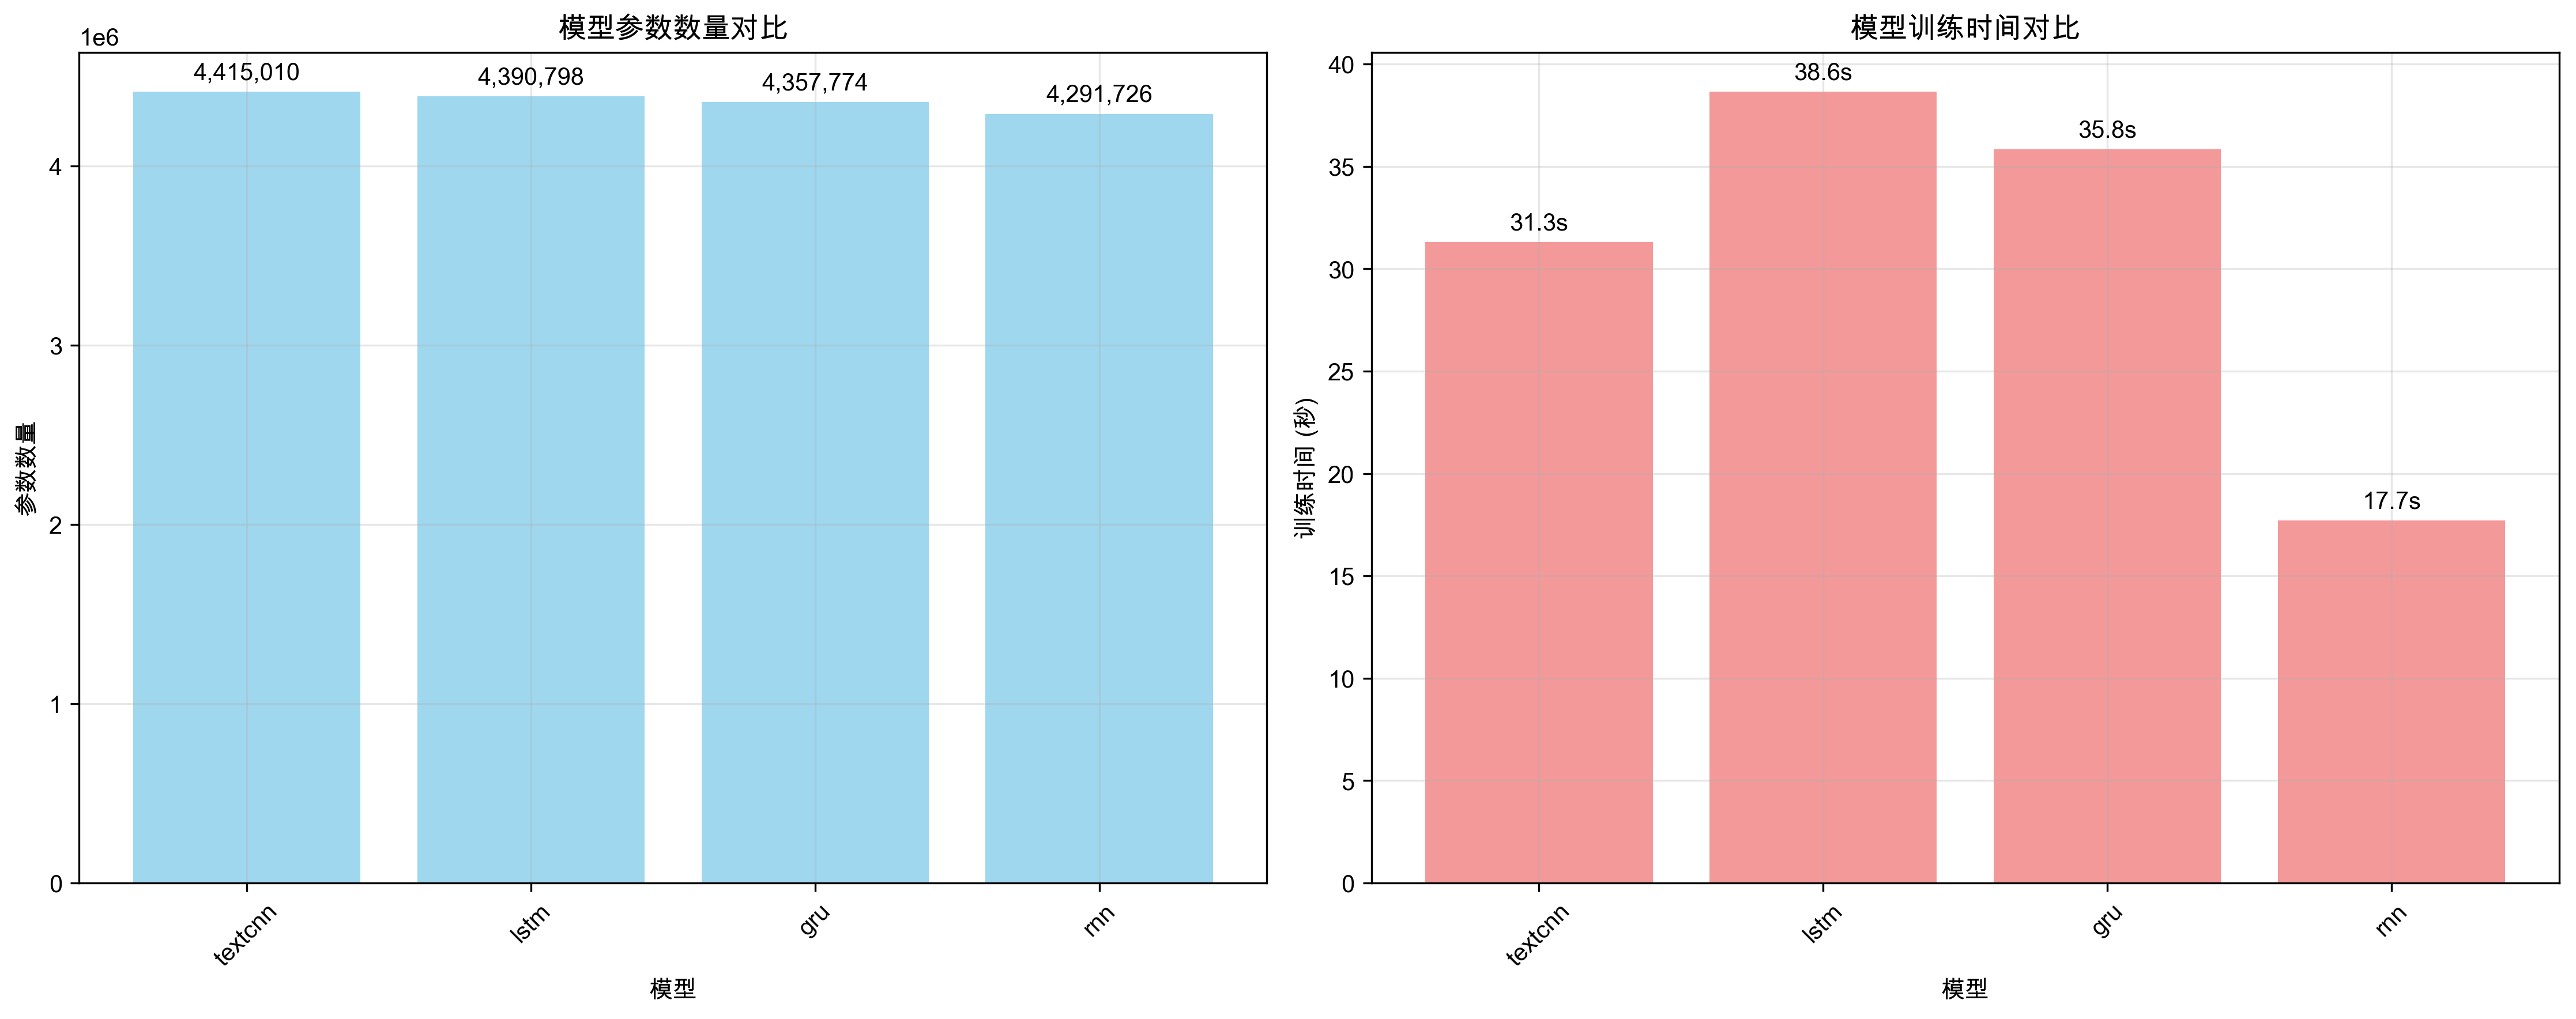 模型参数数量对比
1e6
4,415,010
4,390,798
4,357,774
4,291,726
4
3
2
1
0
参数数量
textcnn
lstm
gru
rnn
模型
模型训练时间对比
40
35
30
25
20
15
10
5
0
38.6s
35.8s
31.3s
17.7s
训练时间 (秒)
textcnn
lstm
gru
rnn
模型